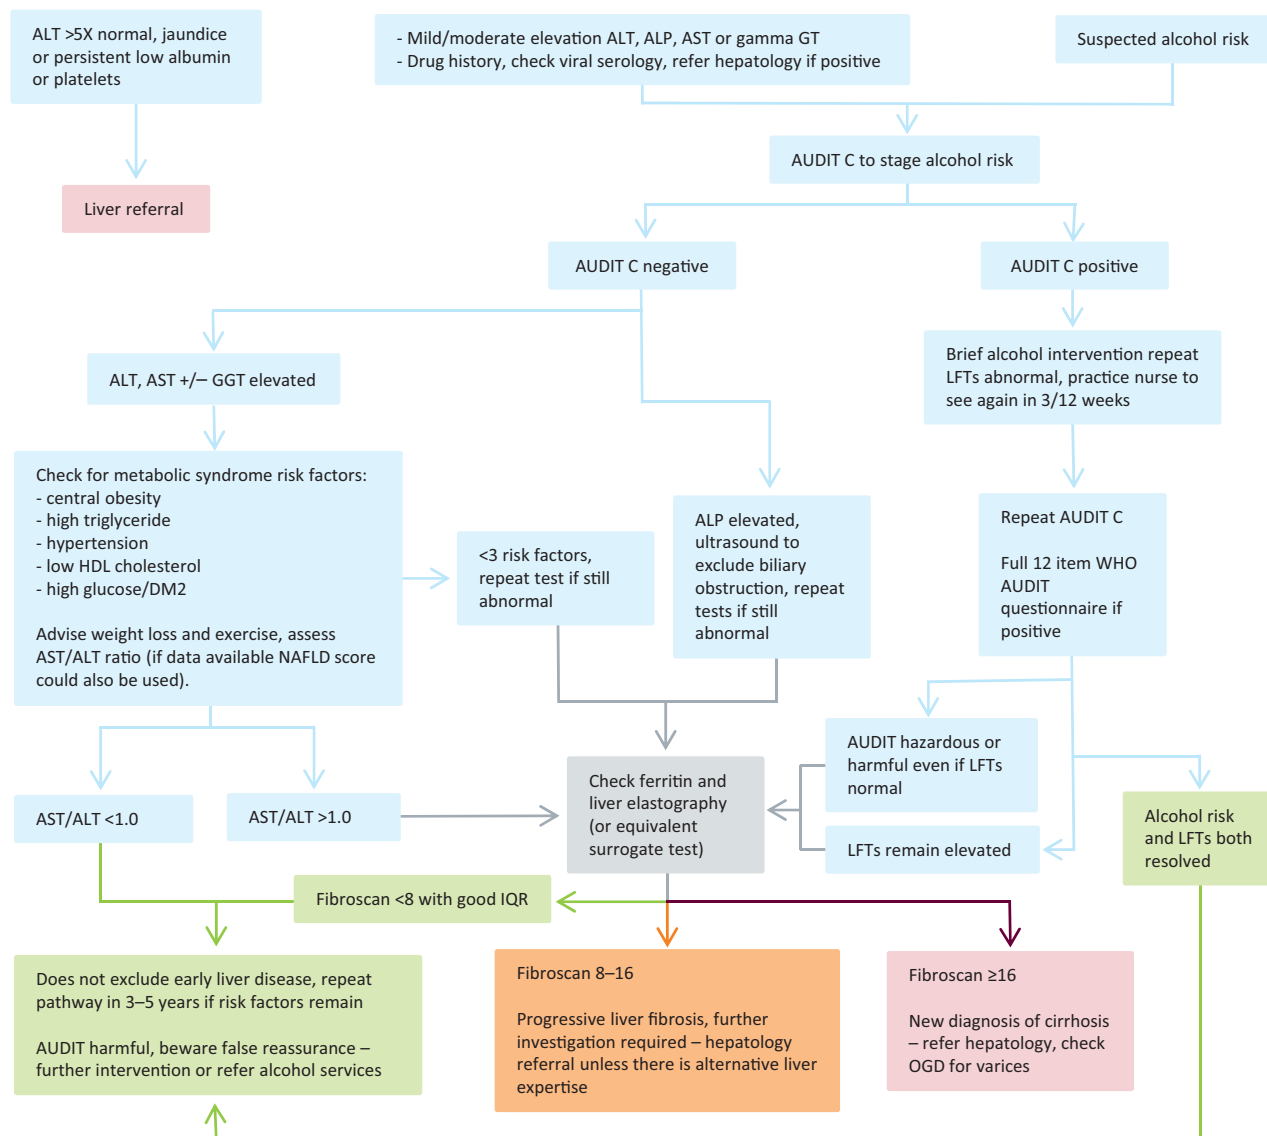 ALT >5X normal, jaundice
or persistent low albumin
or platelets
- Mild/moderate elevation ALT, ALP, AST or gamma GT
- Drug history, check viral serology, refer hepatology if positive
Suspected alcohol risk
Liver referral
AUDIT C to stage alcohol risk
AUDIT C negative
AUDIT C positive
ALT, AST +/– GGT elevated
Brief alcohol intervention repeat
LFTs abnormal, practice nurse to
see again in 3/12 weeks
Check for metabolic syndrome risk factors:
- central obesity
- high triglyceride
- hypertension
- low HDL cholesterol
- high glucose/DM2
Advise weight loss and exercise, assess
AST/ALT ratio (if data available NAFLD score
could also be used).
<3 risk factors,
repeat test if still
abnormal
ALP elevated,
ultrasound to
exclude biliary
obstruction, repeat
tests if still
abnormal
Repeat AUDIT C
Full 12 item WHO
AUDIT
questionnaire if
positive
AST/ALT <1.0
AST/ALT >1.0
Check ferritin and
liver elastography
(or equivalent
surrogate test)
AUDIT hazardous or
harmful even if LFTs
normal
LFTs remain elevated
Alcohol risk
and LFTs both
resolved
Fibroscan <8 with good IQR
Does not exclude early liver disease, repeat
pathway in 3–5 years if risk factors remain
AUDIT harmful, beware false reassurance –
further intervention or refer alcohol services
Fibroscan 8–16
Progressive liver fibrosis, further
investigation required – hepatology
referral unless there is alternative liver
expertise
Fibroscan ≥16
New diagnosis of cirrhosis
– refer hepatology, check
OGD for varices